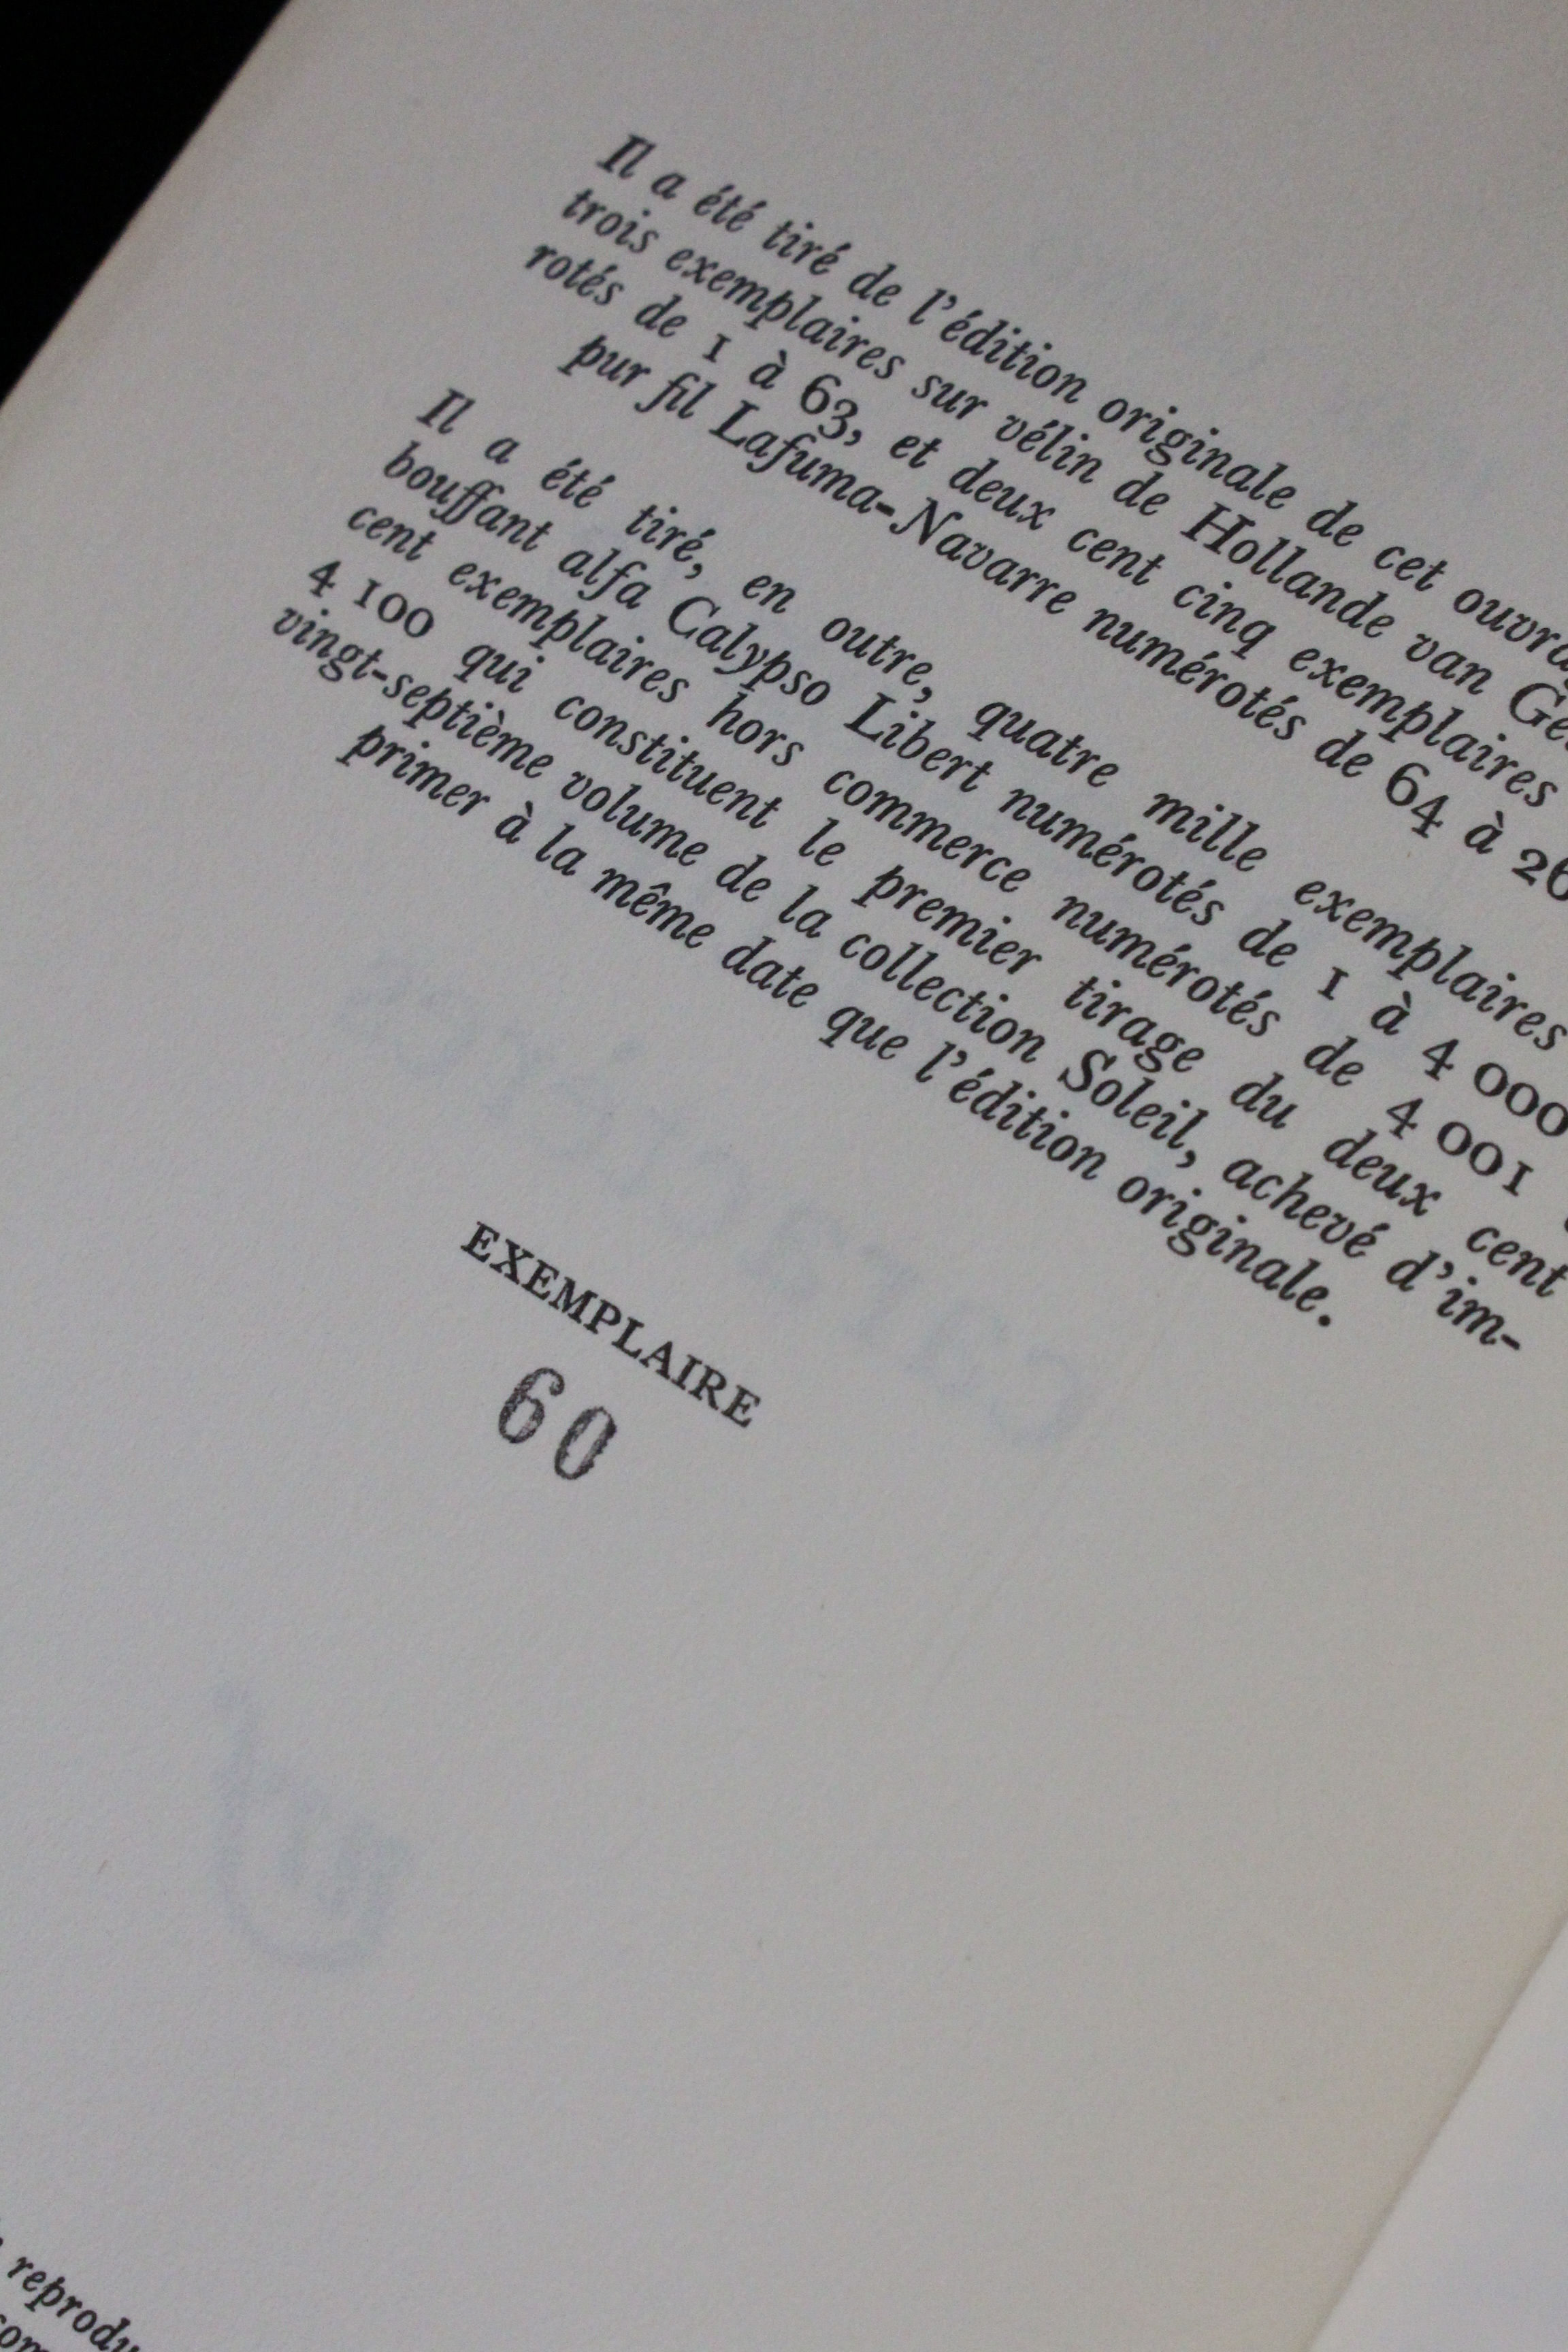 Il a été tiré de l'édition originale de cet
trois exemplaires sur vélin de Hollande van
rotés de 1 à 63, et deux cent cinq exemplaires
pur fil Lafuma-Navarre numérotés de 64 à
Il a été tiré, en outre, quatre mille exemplaires
bouffant alfa Calypso Libert numérotés de 1 à 4 000
cent exemplaires hors commerce numérotés de 4 001
4 100 qui constituent le premier tirage du deux cent
vingt-septième volume de la collection Soleil, achevé d'im-
primer à la même date que l'édition originale.
EXEMPLAIRE
60